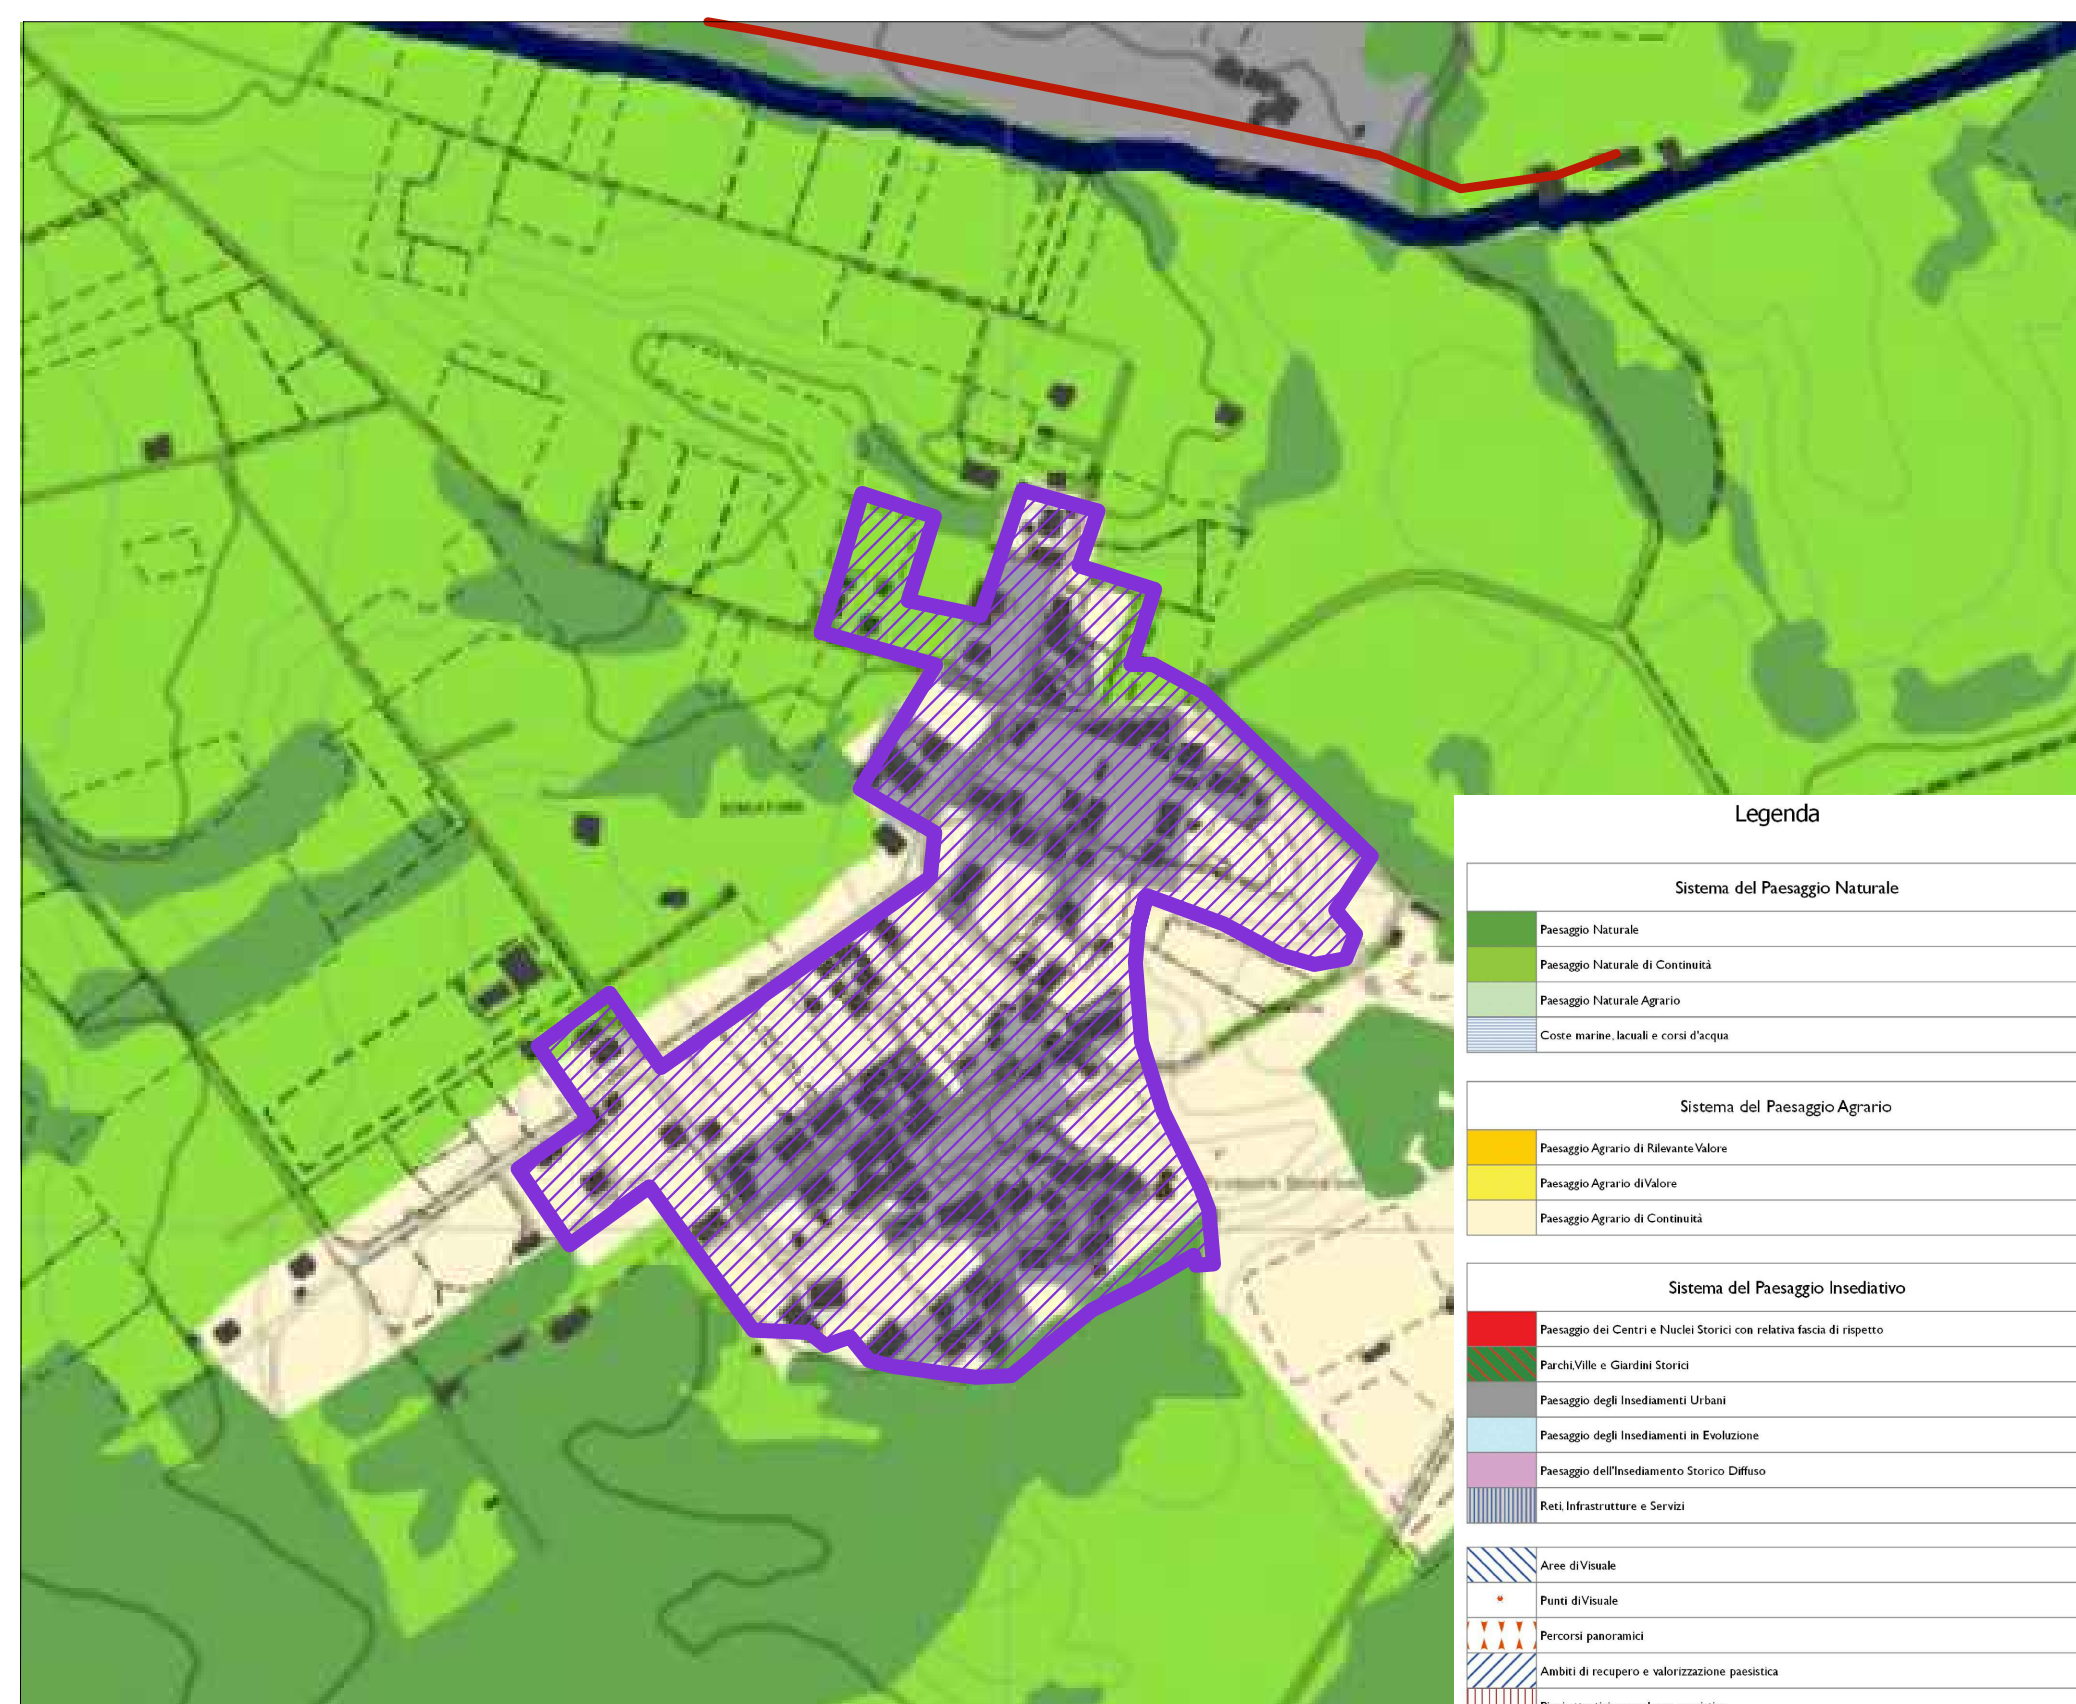 Legenda
Sistema del Paesaggio Naturale
Paesaggio Naturale
Paesaggio Naturale di Continuità
Paesaggio Naturale Agrario
Coste marine, lacuali e corsi d'acqua
Sistema del Paesaggio Agrario
Paesaggio Agrario di Rilevante Valore
Paesaggio Agrario di Valore
Paesaggio Agrario di Continuità
Sistema del Paesaggio Insediativo
Paesaggio dei Centri e Nuclei Storici con relativa fascia di rispetto
Parchi, Ville e Giardini Storici
Paesaggio degli Insediamenti Urbani
Paesaggio degli Insediamenti in Evoluzione
Paesaggio dell'Insediamento Storico Diffuso
Reti, Infrastrutture e Servizi
Aree di Visuale
Punti di Visuale
Percorsi panoramici
Ambiti di recupero e valorizzazione paesistica